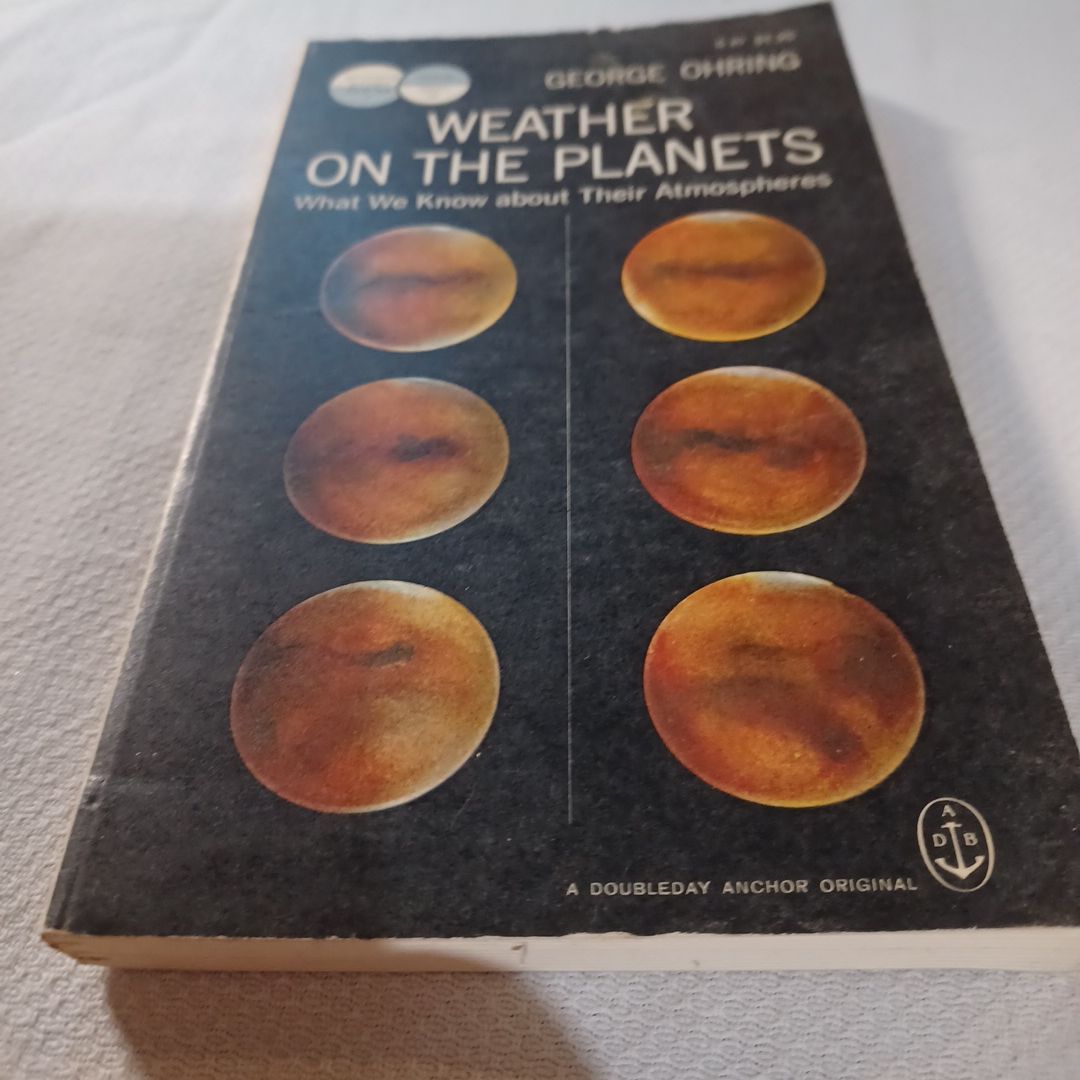 GEORGE OHRING
WEATHER
ON THE PLANETS
What We Know about Their Atmospheres
A DOUBLEDAY ANCHOR ORIGINAL
A
D B